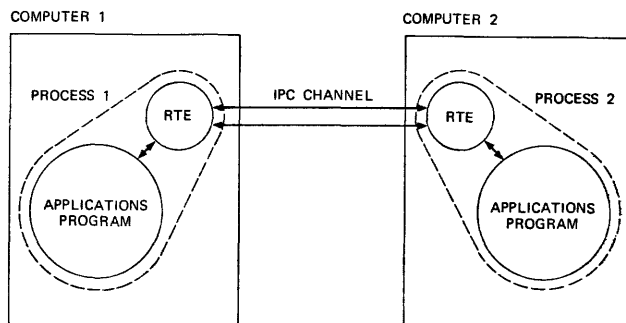 COMPUTER 1
COMPUTER 2
PROCESS 1
IPC CHANNEL
PROCESS 2
RTE
RTE
APPLICATIONS
PROGRAM
APPLICATIONS
PROGRAM